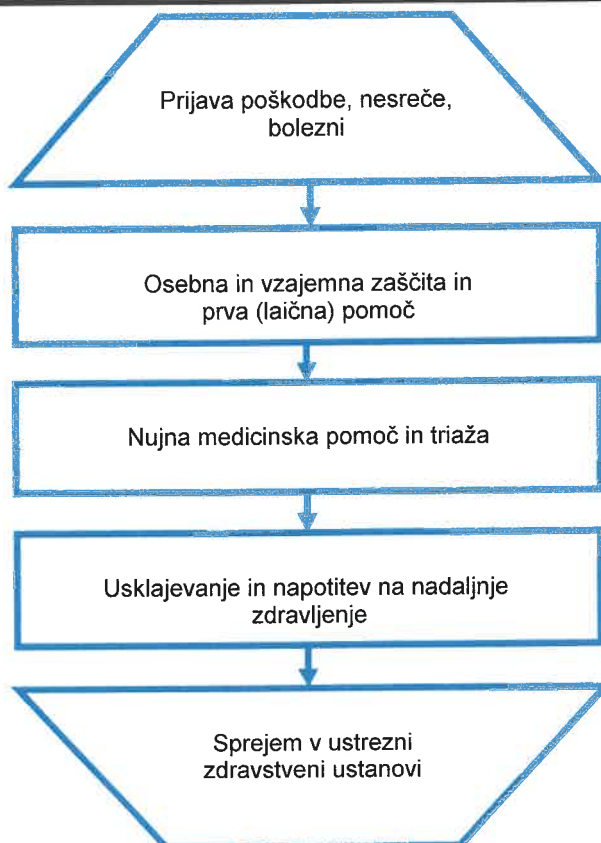 Prijava poškodbe, nesreče,
bolezni
Osebna in vzajemna zaščita in
prva (laična) pomoč
Nujna medicinska pomoč in triaža
Usklajevanje in napotitev na nadaljnje
zdravljenje
Sprejem v ustrezni
zdravstveni ustanovi